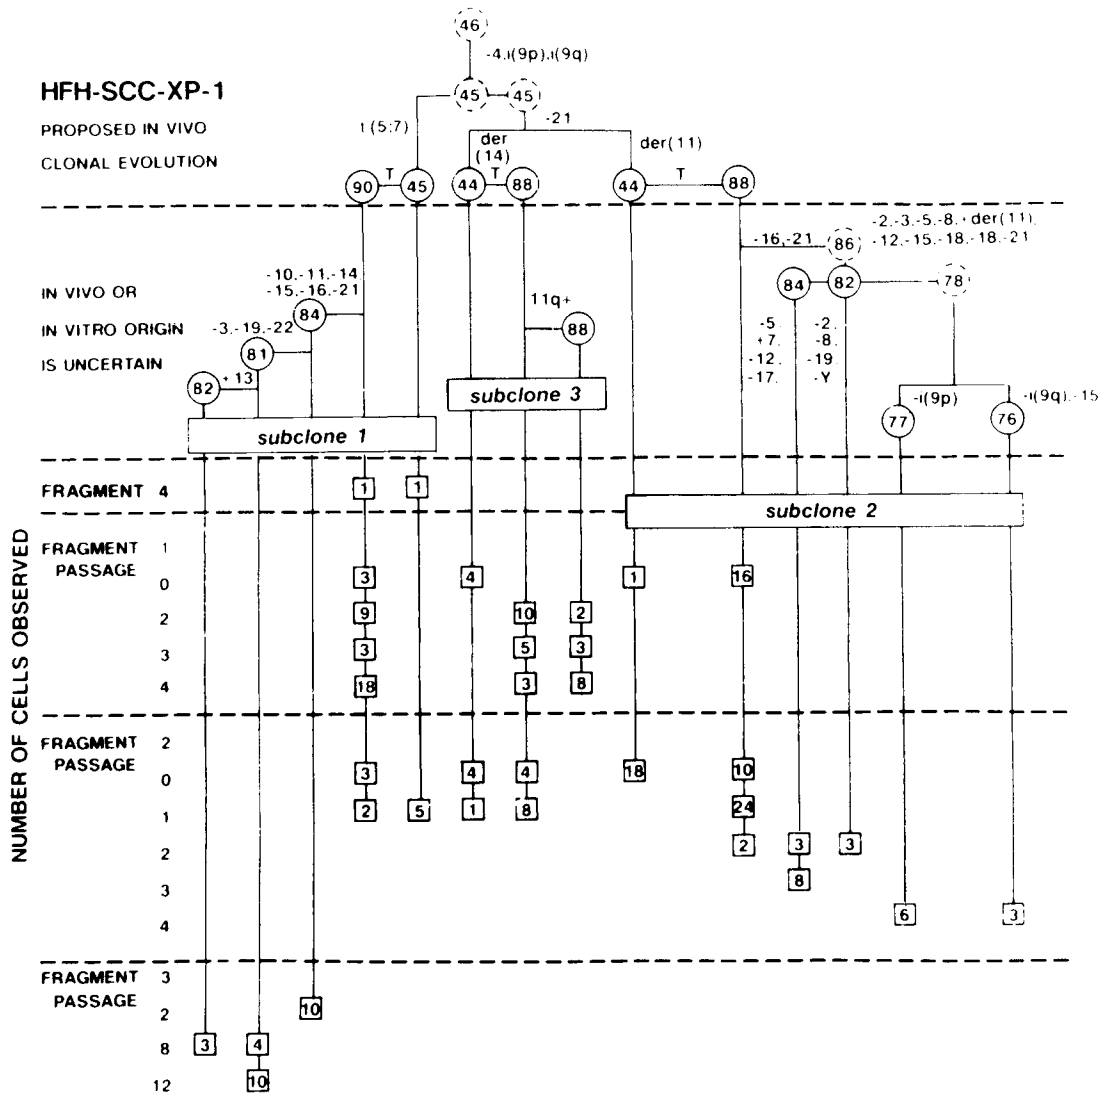 46
-4,i(9p),i(9q)
HFH-SCC-XP-1
45 45
PROPOSED IN VIVO
t(5;7)
-21
der
(14)
der(11)
CLONAL EVOLUTION
T T T
90 45 44 88 44 88
-2.-3.-5.-8.+der(11).
-16,-21 86 -12.-15.-18.-18.-21
84 82 78
-10.-11.-14
IN VIVO OR -15.-16.-21
84 11q+ 88
IN VITRO ORIGIN -3.-19.-22
-5. -2.
+7. -8.
-12. -19.
-17. -Y
81
IS UNCERTAIN
82 +13
subclone 3
-i(9p) -i(9q).-15
77 76
subclone 1
FRAGMENT 4 1 1
subclone 2
FRAGMENT 1
PASSAGE 0 3 4 1 16
2 9 10 2
3 3 5 3
4 18 3 8
FRAGMENT 2
PASSAGE 0 3 4 4 18 10
1 2 5 1 8 24
2 2 3 3
3 8
4 6 3
FRAGMENT 3
PASSAGE 2 10
8 3 4
12 10
NUMBER OF CELLS OBSERVED